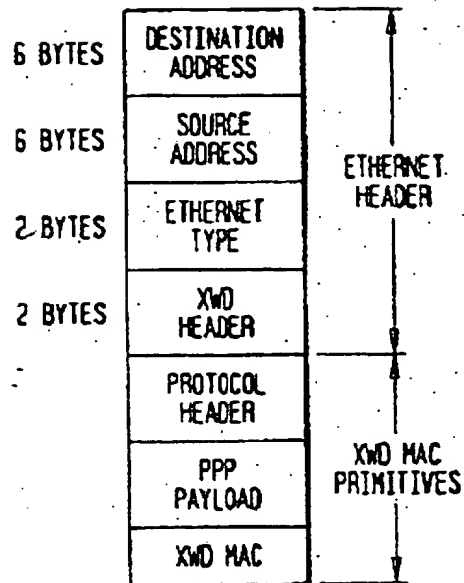 6 BYTES
DESTINATION
ADDRESS
6 BYTES
SOURCE
ADDRESS
2 BYTES
ETHERNET
TYPE
2 BYTES
XWD
HEADER
ETHERNET
HEADER
PROTOCOL
HEADER
PPP
PAYLOAD
XWD MAC
XWD MAC
PRIMITIVES